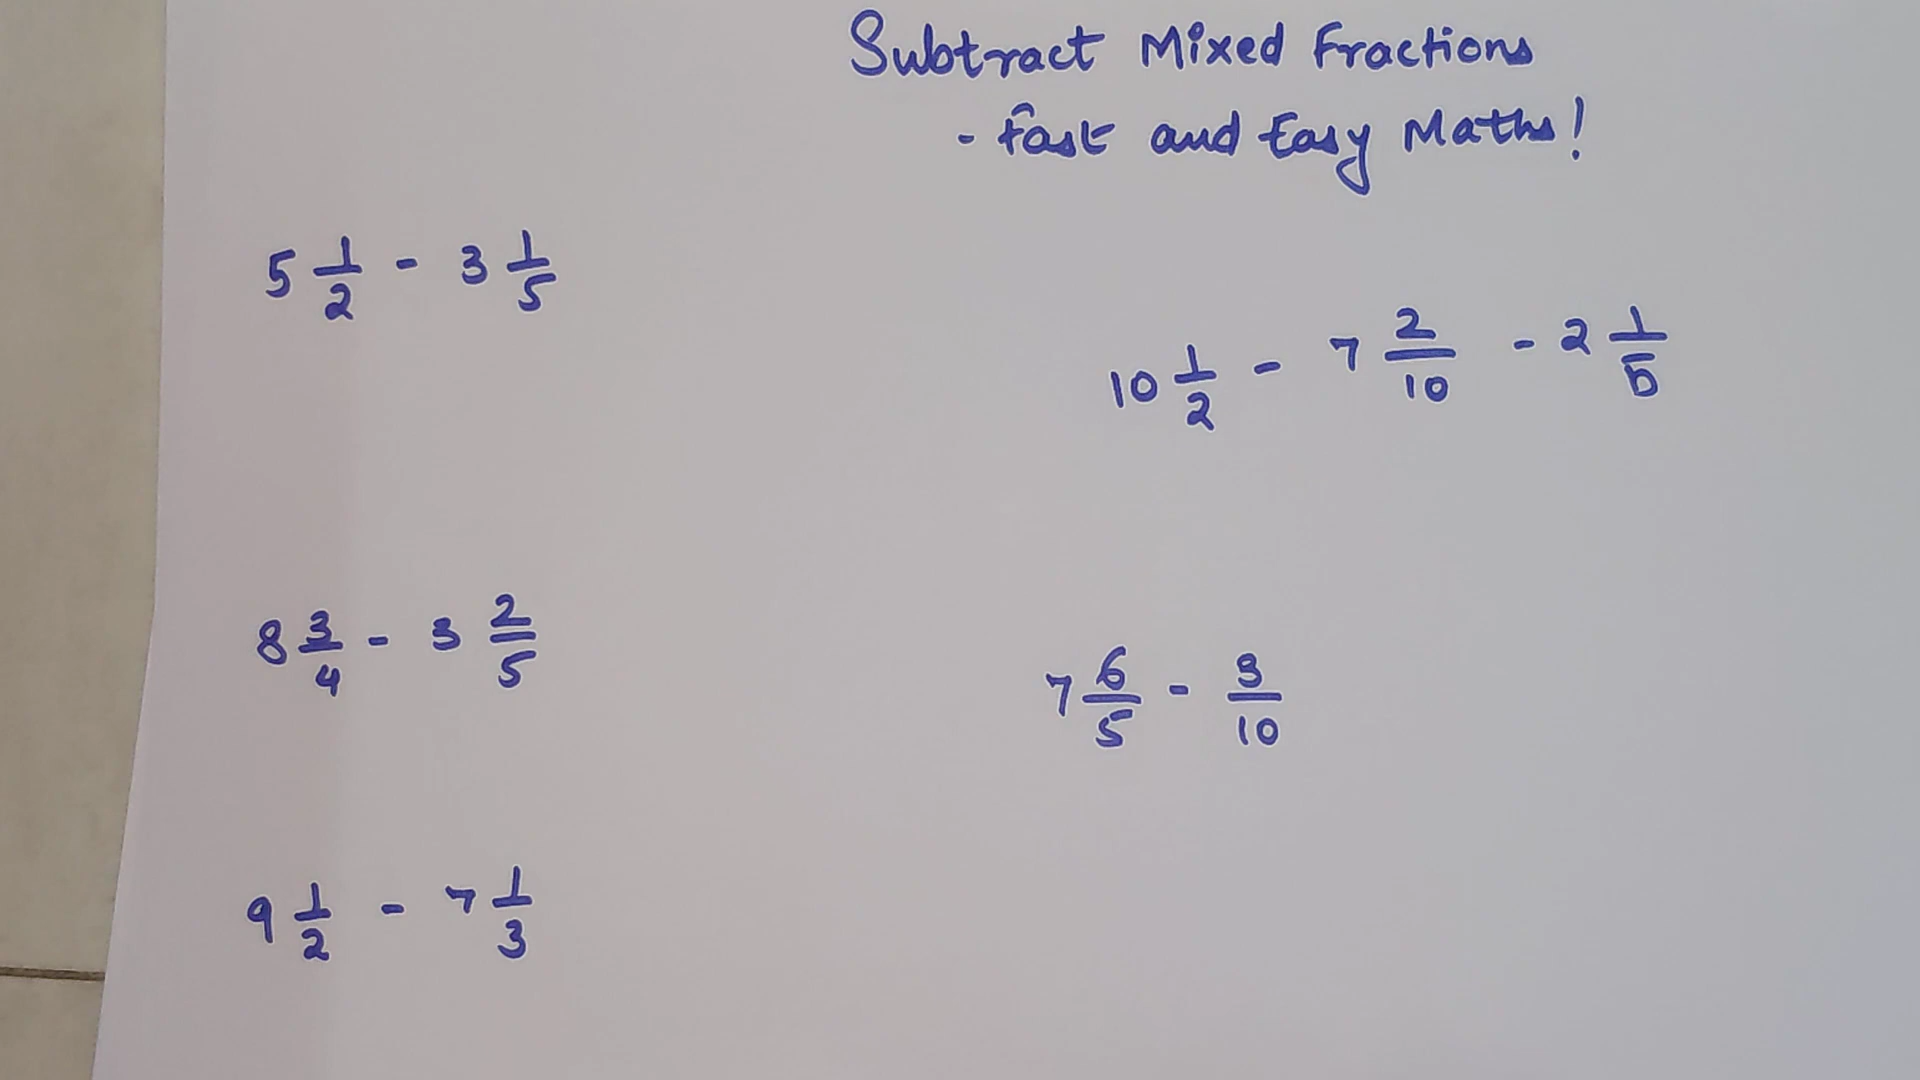 Subtract Mixed Fractions
- Fast and Easy Maths!
5 1/2 - 3 1/5
10 1/2 - 7 2/10 - 2 1/5
8 3/4 - 3 2/5
7 6/5 - 3/10
9 1/2 - 7 1/3